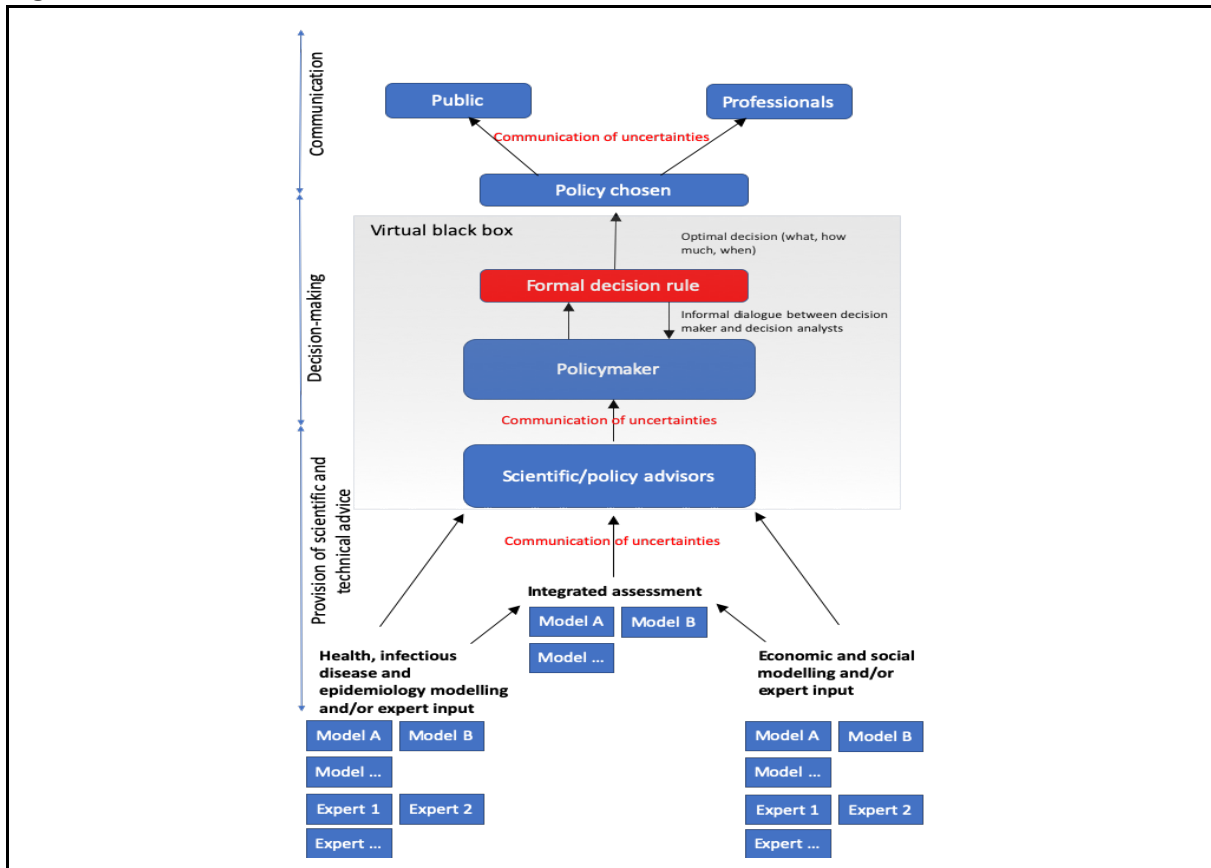 Communication
Public
Professionals
Communication of uncertainties
Policy chosen
Decision-making
Virtual black box
Optimal decision (what, how
much, when)
Formal decision rule
Informal dialogue between decision
maker and decision analysts
Policymaker
Communication of uncertainties
Scientific/policy advisors
Provision of scientific and
technical advice
Communication of uncertainties
Integrated assessment
Model A
Model B
Model ...
Health, infectious
disease and
epidemiology modelling
and/or expert input
Model A
Model B
Model ...
Expert 1
Expert 2
Expert ...
Economic and social
modelling and/or
expert input
Model A
Model B
Model ...
Expert 1
Expert 2
Expert ...